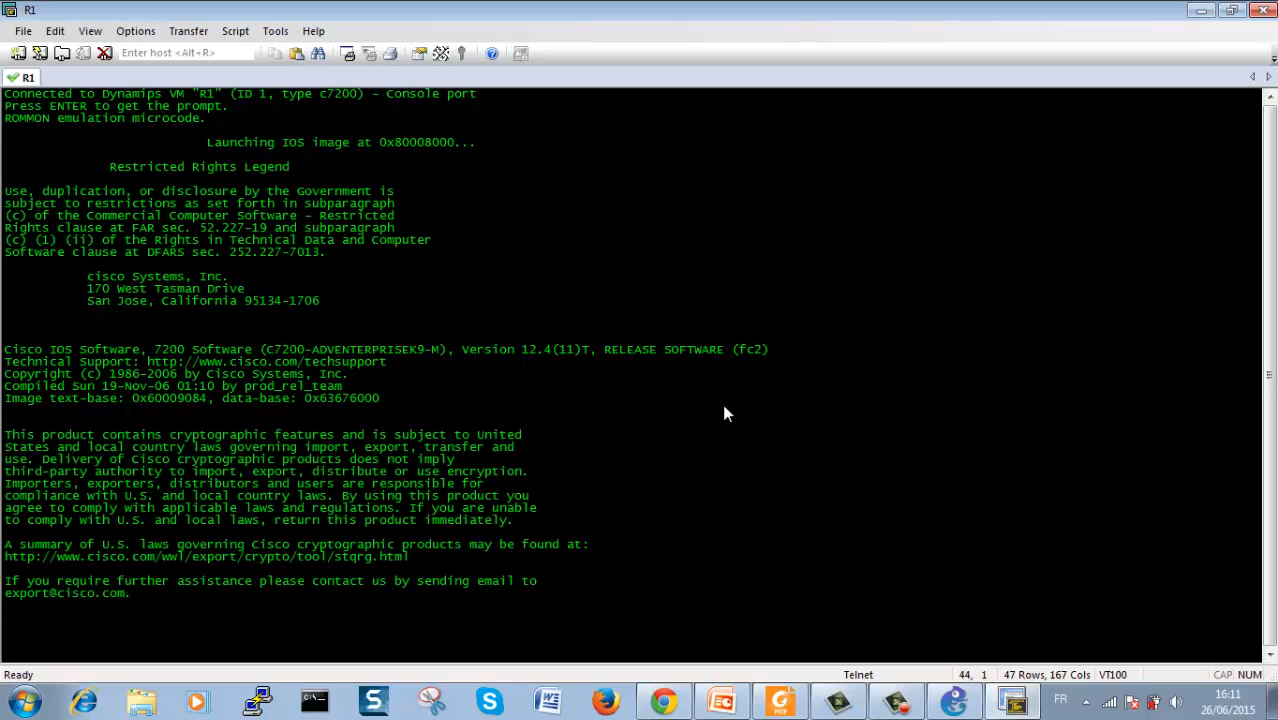 R1
File Edit View Options Transfer Script Tools Help
Enter host <Alt+R>
R1
Connected to Dynamips VM "R1" (ID 1, type c7200) - Console port
Press ENTER to get the prompt.
ROMMON emulation microcode.
Launching IOS image at 0x80008000...
Restricted Rights Legend
Use, duplication, or disclosure by the Government is
subject to restrictions as set forth in subparagraph
(c) of the Commercial Computer Software - Restricted
Rights clause at FAR sec. 52.227-19 and subparagraph
(c) (1) (ii) of the Rights in Technical Data and Computer
Software clause at DFARS sec. 252.227-7013.
cisco Systems, Inc.
170 West Tasman Drive
San Jose, California 95134-1706
Cisco IOS Software, 7200 Software (C7200-ADVENTERPRISEK9-M), Version 12.4(11)T, RELEASE SOFTWARE (fc2)
Technical Support: http://www.cisco.com/techsupport
Copyright (c) 1986-2006 by Cisco Systems, Inc.
Compiled Sun 19-Nov-06 01:10 by prod_rel_team
Image text-base: 0x60009084, data-base: 0x63676000
This product contains cryptographic features and is subject to United
States and local country laws governing import, export, transfer and
use. Delivery of Cisco cryptographic products does not imply
third-party authority to import, export, distribute or use encryption.
Importers, exporters, distributors and users are responsible for
compliance with U.S. and local country laws. By using this product you
agree to comply with applicable laws and regulations. If you are unable
to comply with U.S. and local laws, return this product immediately.
A summary of U.S. laws governing Cisco cryptographic products may be found at:
http://www.cisco.com/wwl/export/crypto/tool/stqrg.html
If you require further assistance please contact us by sending email to
export@cisco.com.
Ready Telnet 44, 1 47 Rows, 167 Cols VT100 CAP NUM
FR 16:11
26/06/2015